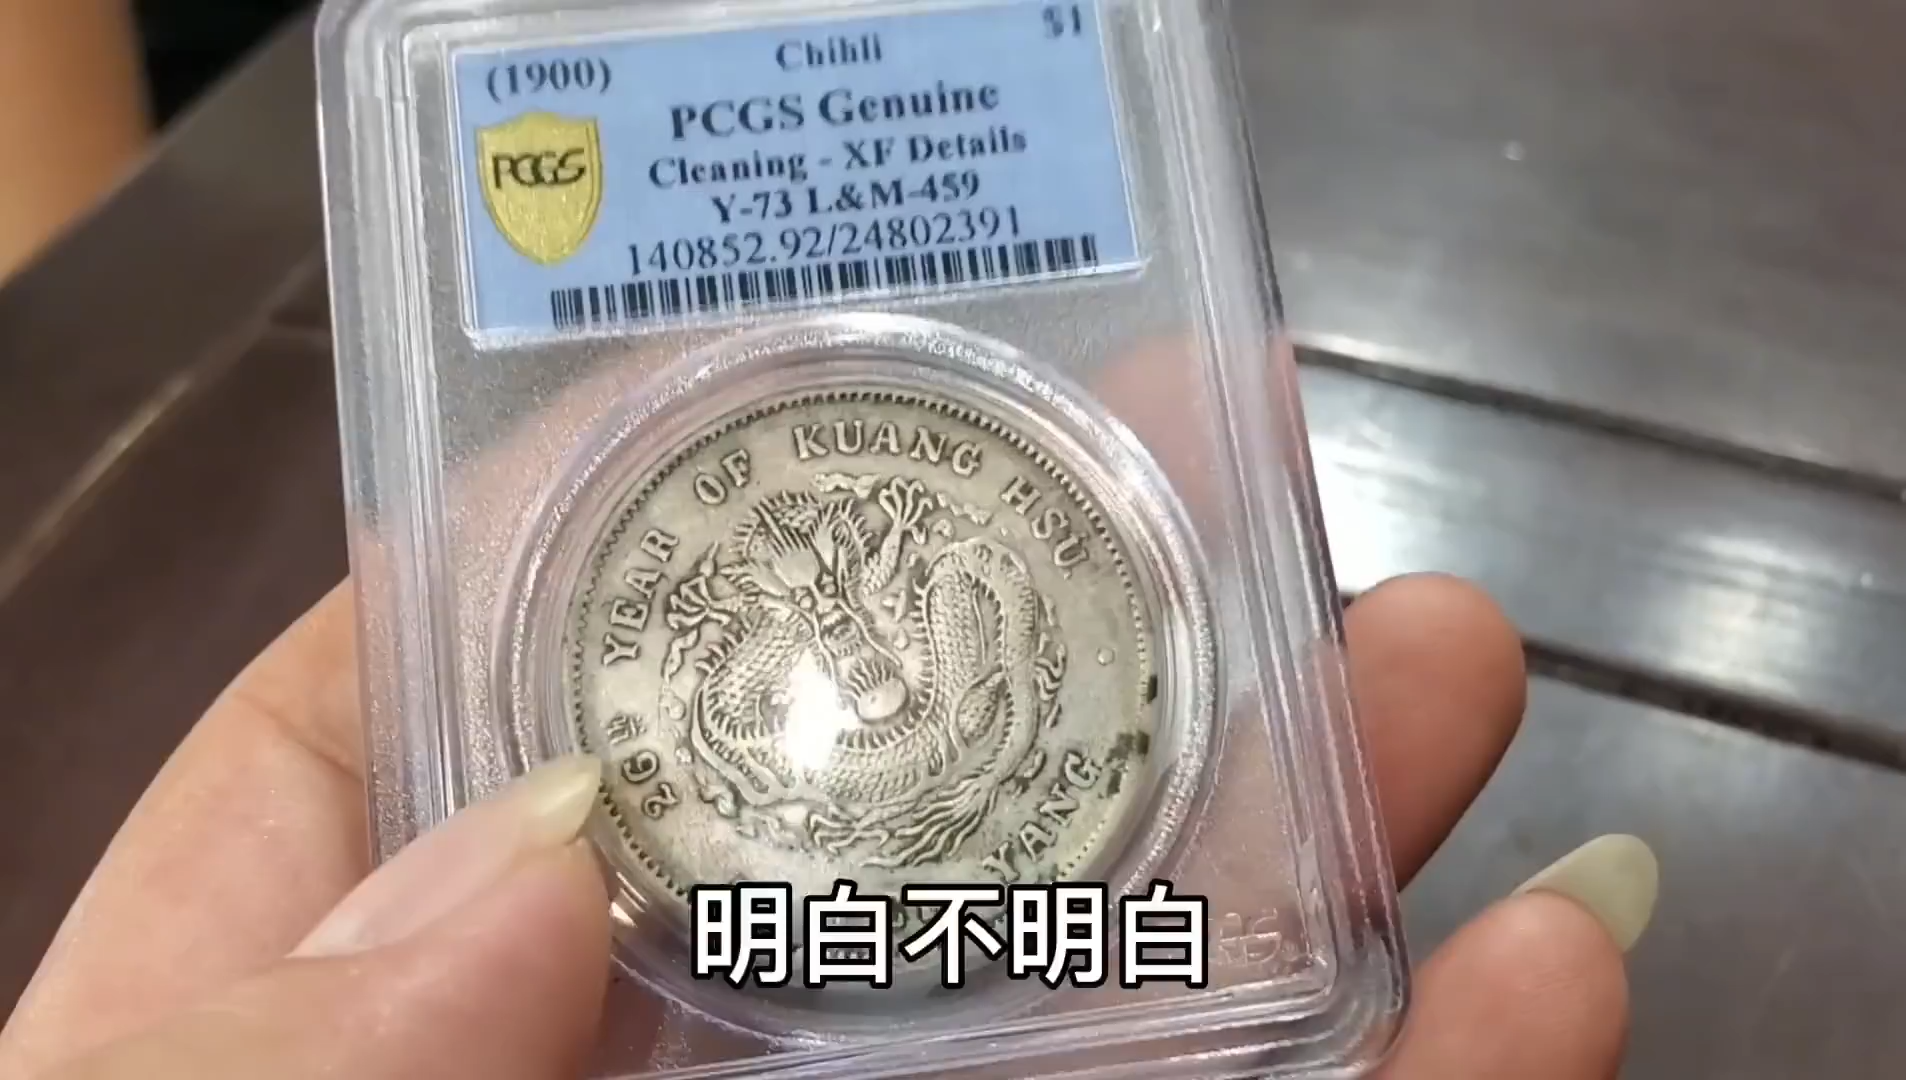 (1900) Chihli $1
PCGS Genuine
PCGS
Cleaning - XF Details
Y-73 L&M-459
140852.92/24802391
26TH YEAR OF KUANG HSU
YANG
明白不明白